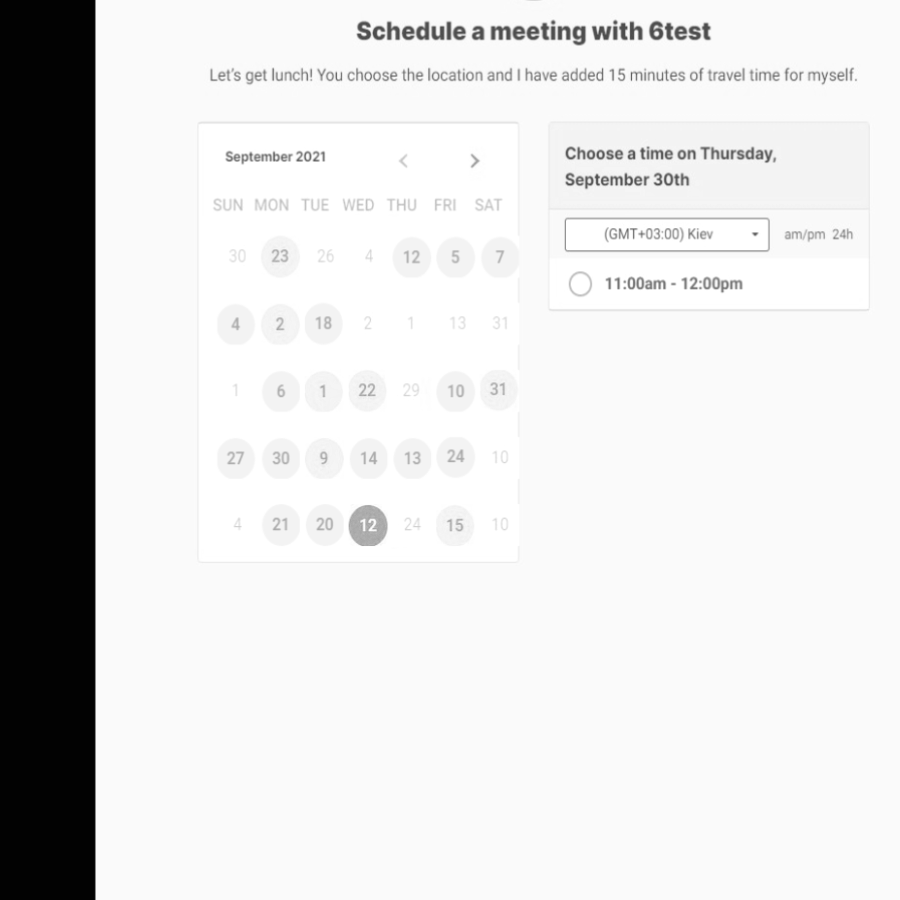 Schedule a meeting with 6test
Let's get lunch! You choose the location and I have added 15 minutes of travel time for myself.
September 2021
SUN MON TUE WED THU FRI SAT
30 23 26 4 12 5 7
4 2 18 2 1 13 31
1 6 1 22 29 10 31
27 30 9 14 13 24 10
4 21 20 12 24 15 10
Choose a time on Thursday,
September 30th
(GMT+03:00) Kiev am/pm 24h
11:00am - 12:00pm